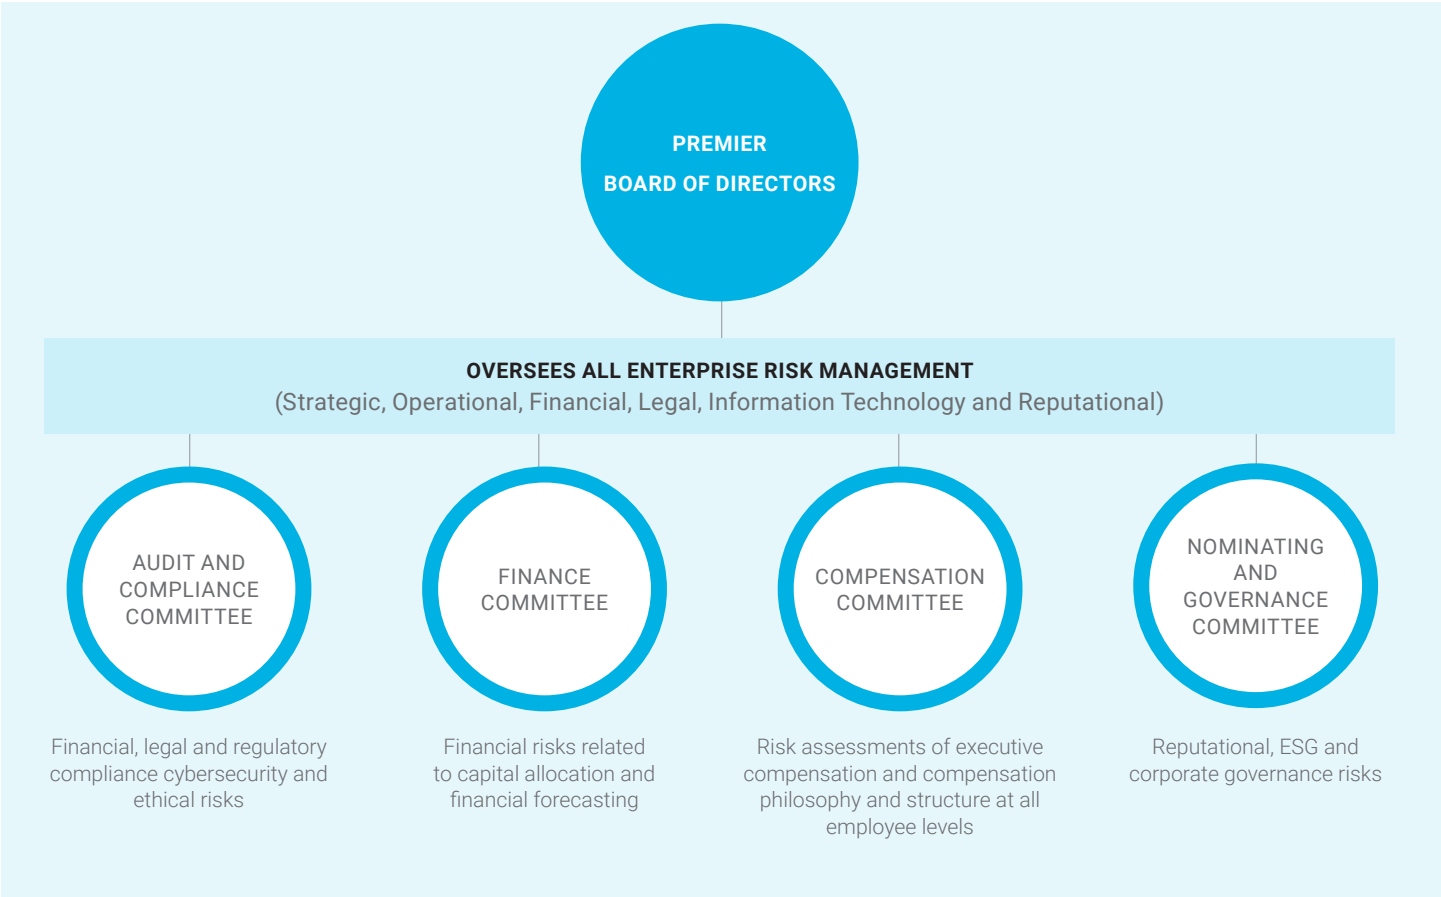 PREMIER
BOARD OF DIRECTORS
OVERSEES ALL ENTERPRISE RISK MANAGEMENT
(Strategic, Operational, Financial, Legal, Information Technology and Reputational)
AUDIT AND
COMPLIANCE
COMMITTEE
Financial, legal and regulatory
compliance cybersecurity and
ethical risks
FINANCE
COMMITTEE
Financial risks related
to capital allocation and
financial forecasting
COMPENSATION
COMMITTEE
Risk assessments of executive
compensation and compensation
philosophy and structure at all
employee levels
NOMINATING
AND
GOVERNANCE
COMMITTEE
Reputational, ESG and
corporate governance risks